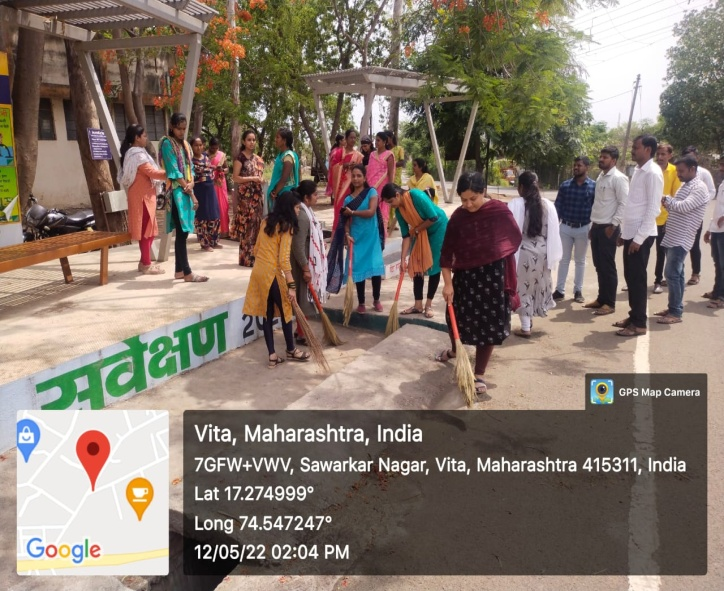 सर्वेक्षण 20
GPS Map Camera
Vita, Maharashtra, India
7GFW+VWV, Sawarkar Nagar, Vita, Maharashtra 415311, India
Lat 17.274999°
Long 74.547247°
12/05/22 02:04 PM
Google